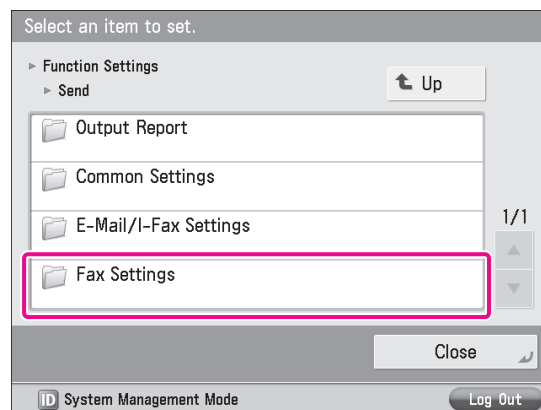 Select an item to set.
Function Settings
Send
Up
Output Report
Common Settings
E-Mail/I-Fax Settings
1/1
Fax Settings
Close
ID System Management Mode
Log Out